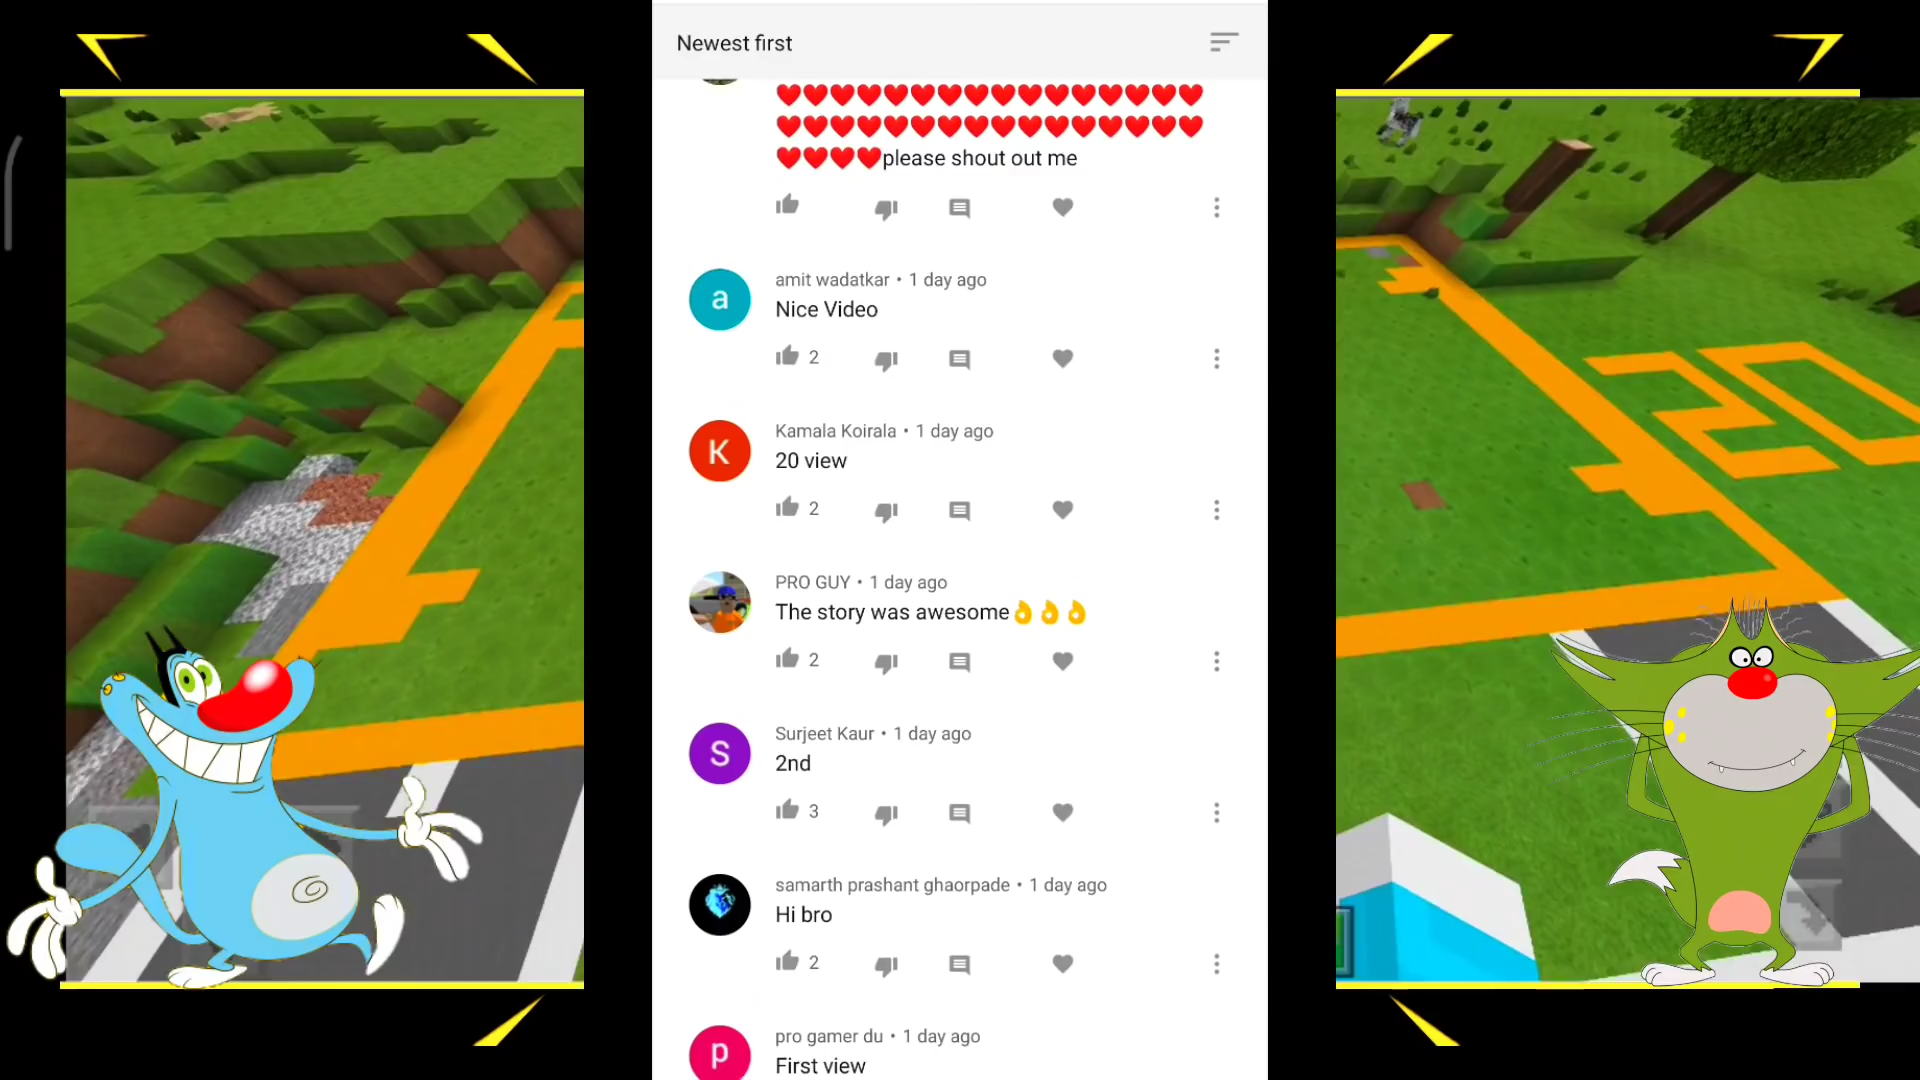 Newest first
❤❤❤❤❤❤❤❤❤❤❤❤❤❤❤❤
❤❤❤❤❤❤❤❤❤❤❤❤❤❤❤❤
❤❤❤❤please shout out me
a
amit wadatkar • 1 day ago
Nice Video
2
K
Kamala Koirala • 1 day ago
20 view
2
PRO GUY • 1 day ago
The story was awesome👌👌👌
2
S
Surjeet Kaur • 1 day ago
2nd
3
samarth prashant ghaorpade • 1 day ago
Hi bro
2
p
pro gamer du • 1 day ago
First view
20